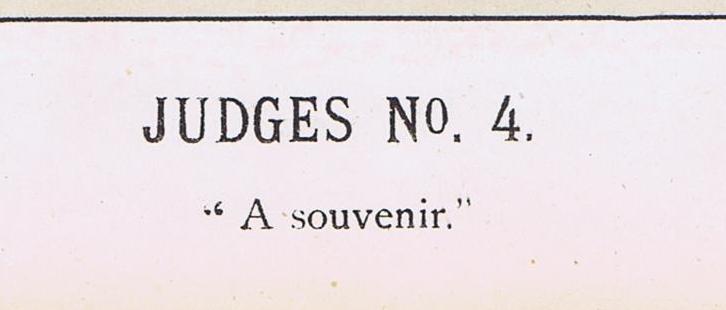 JUDGES NO. 4.
“ A souvenir.”